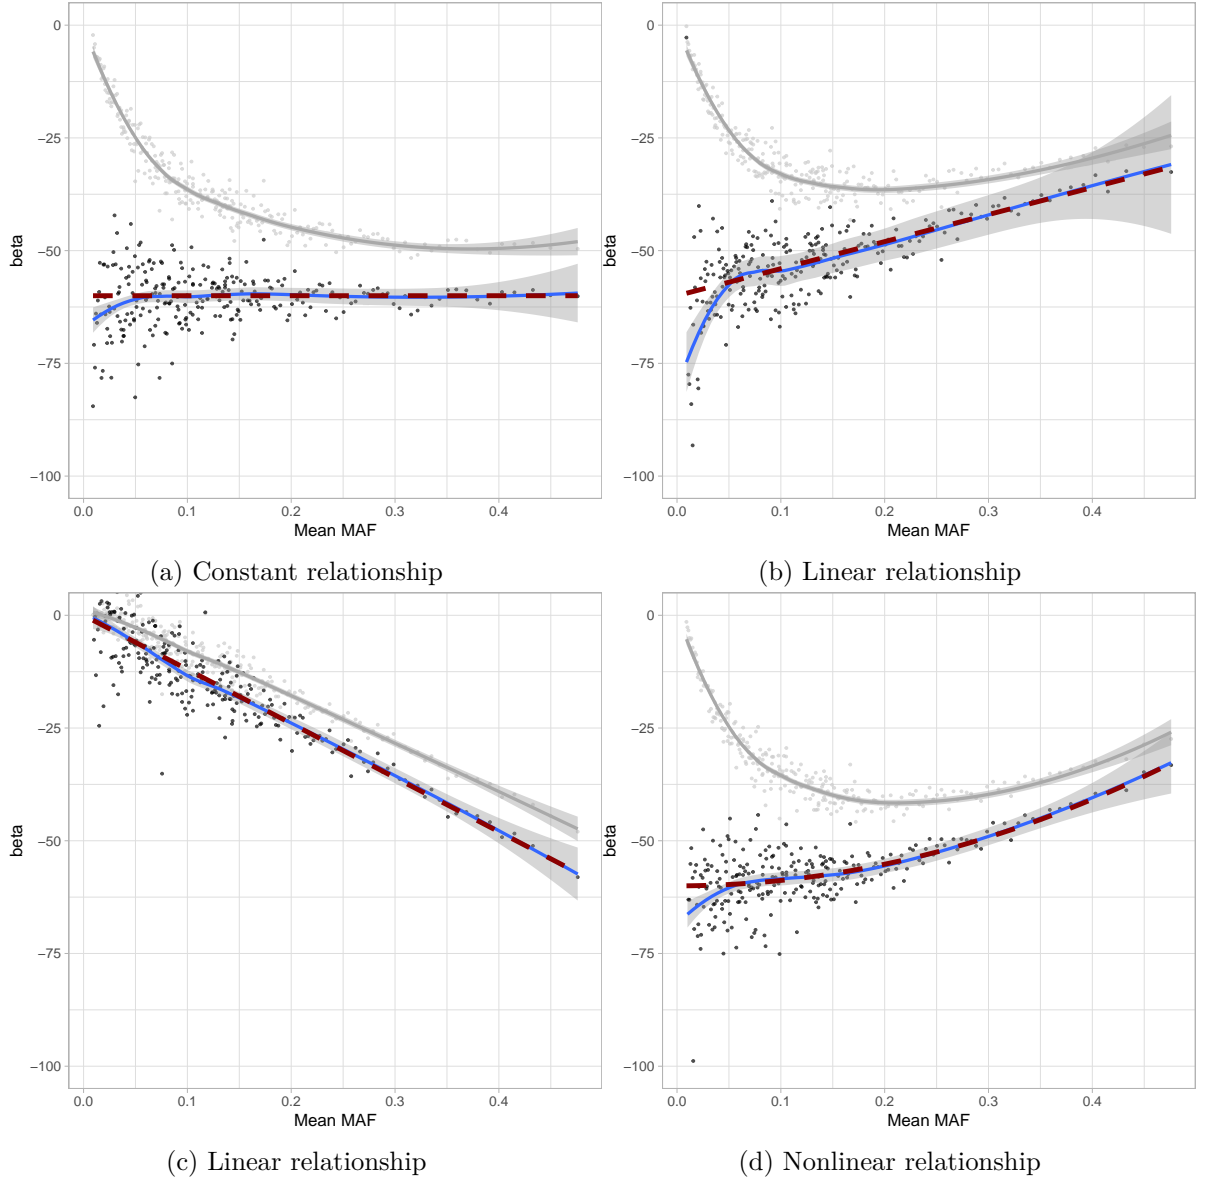 0
−25
−50
−75
−100
beta
0.0 0.1 0.2 0.3 0.4
Mean MAF
(a) Constant relationship
0
−25
−50
−75
−100
beta
0.0 0.1 0.2 0.3 0.4
Mean MAF
(b) Linear relationship
0
−25
−50
−75
−100
beta
0.0 0.1 0.2 0.3 0.4
Mean MAF
(c) Linear relationship
0
−25
−50
−75
−100
beta
0.0 0.1 0.2 0.3 0.4
Mean MAF
(d) Nonlinear relationship